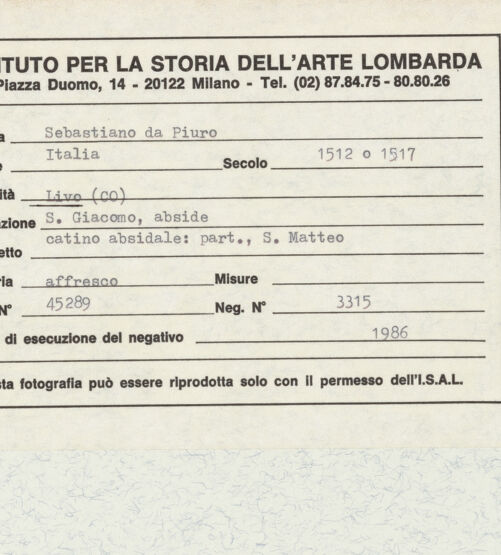 ITUTO PER LA STORIA DELL'ARTE LOMBARDA
Piazza Duomo, 14 - 20122 Milano - Tel. (02) 87.84.75 - 80.80.26
a Sebastiano da Piuro
e Italia Secolo 1512 o 1517
ità Livo (CO)
azione S. Giacomo, abside
etto catino absidale: part., S. Matteo
ria affresco Misure
N° 45289 Neg. N° 3315
di esecuzione del negativo 1986
sta fotografia può essere riprodotta solo con il permesso dell'I.S.A.L.